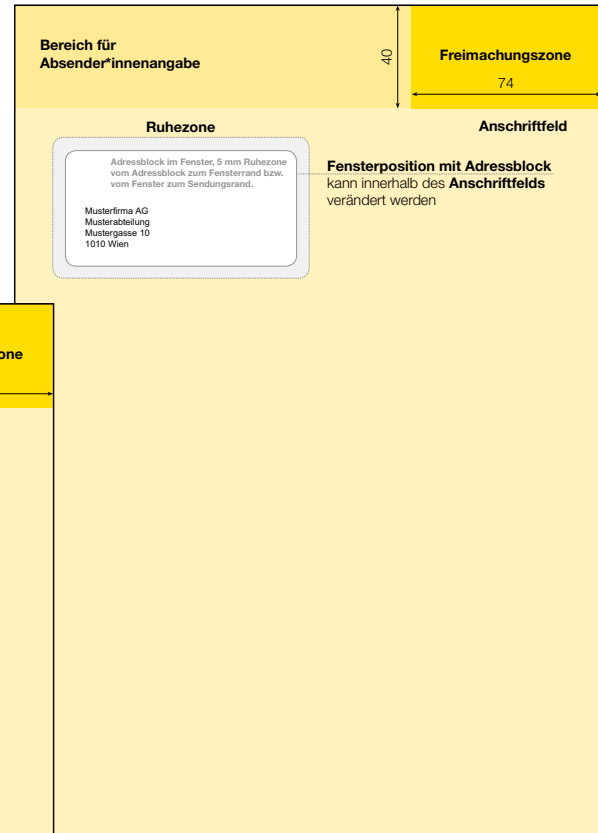 Bereich für
Absender*innenangabe
40
Freimachungszone
74
Ruhezone
Anschriftfeld
Adressblock im Fenster, 5 mm Ruhezone
vom Adressblock zum Fensterrand bzw.
vom Fenster zum Sendungsrand.
Musterfirma AG
Musterabteilung
Mustergasse 10
1010 Wien
Fensterposition mit Adressblock
kann innerhalb des Anschriftfelds
verändert werden
one